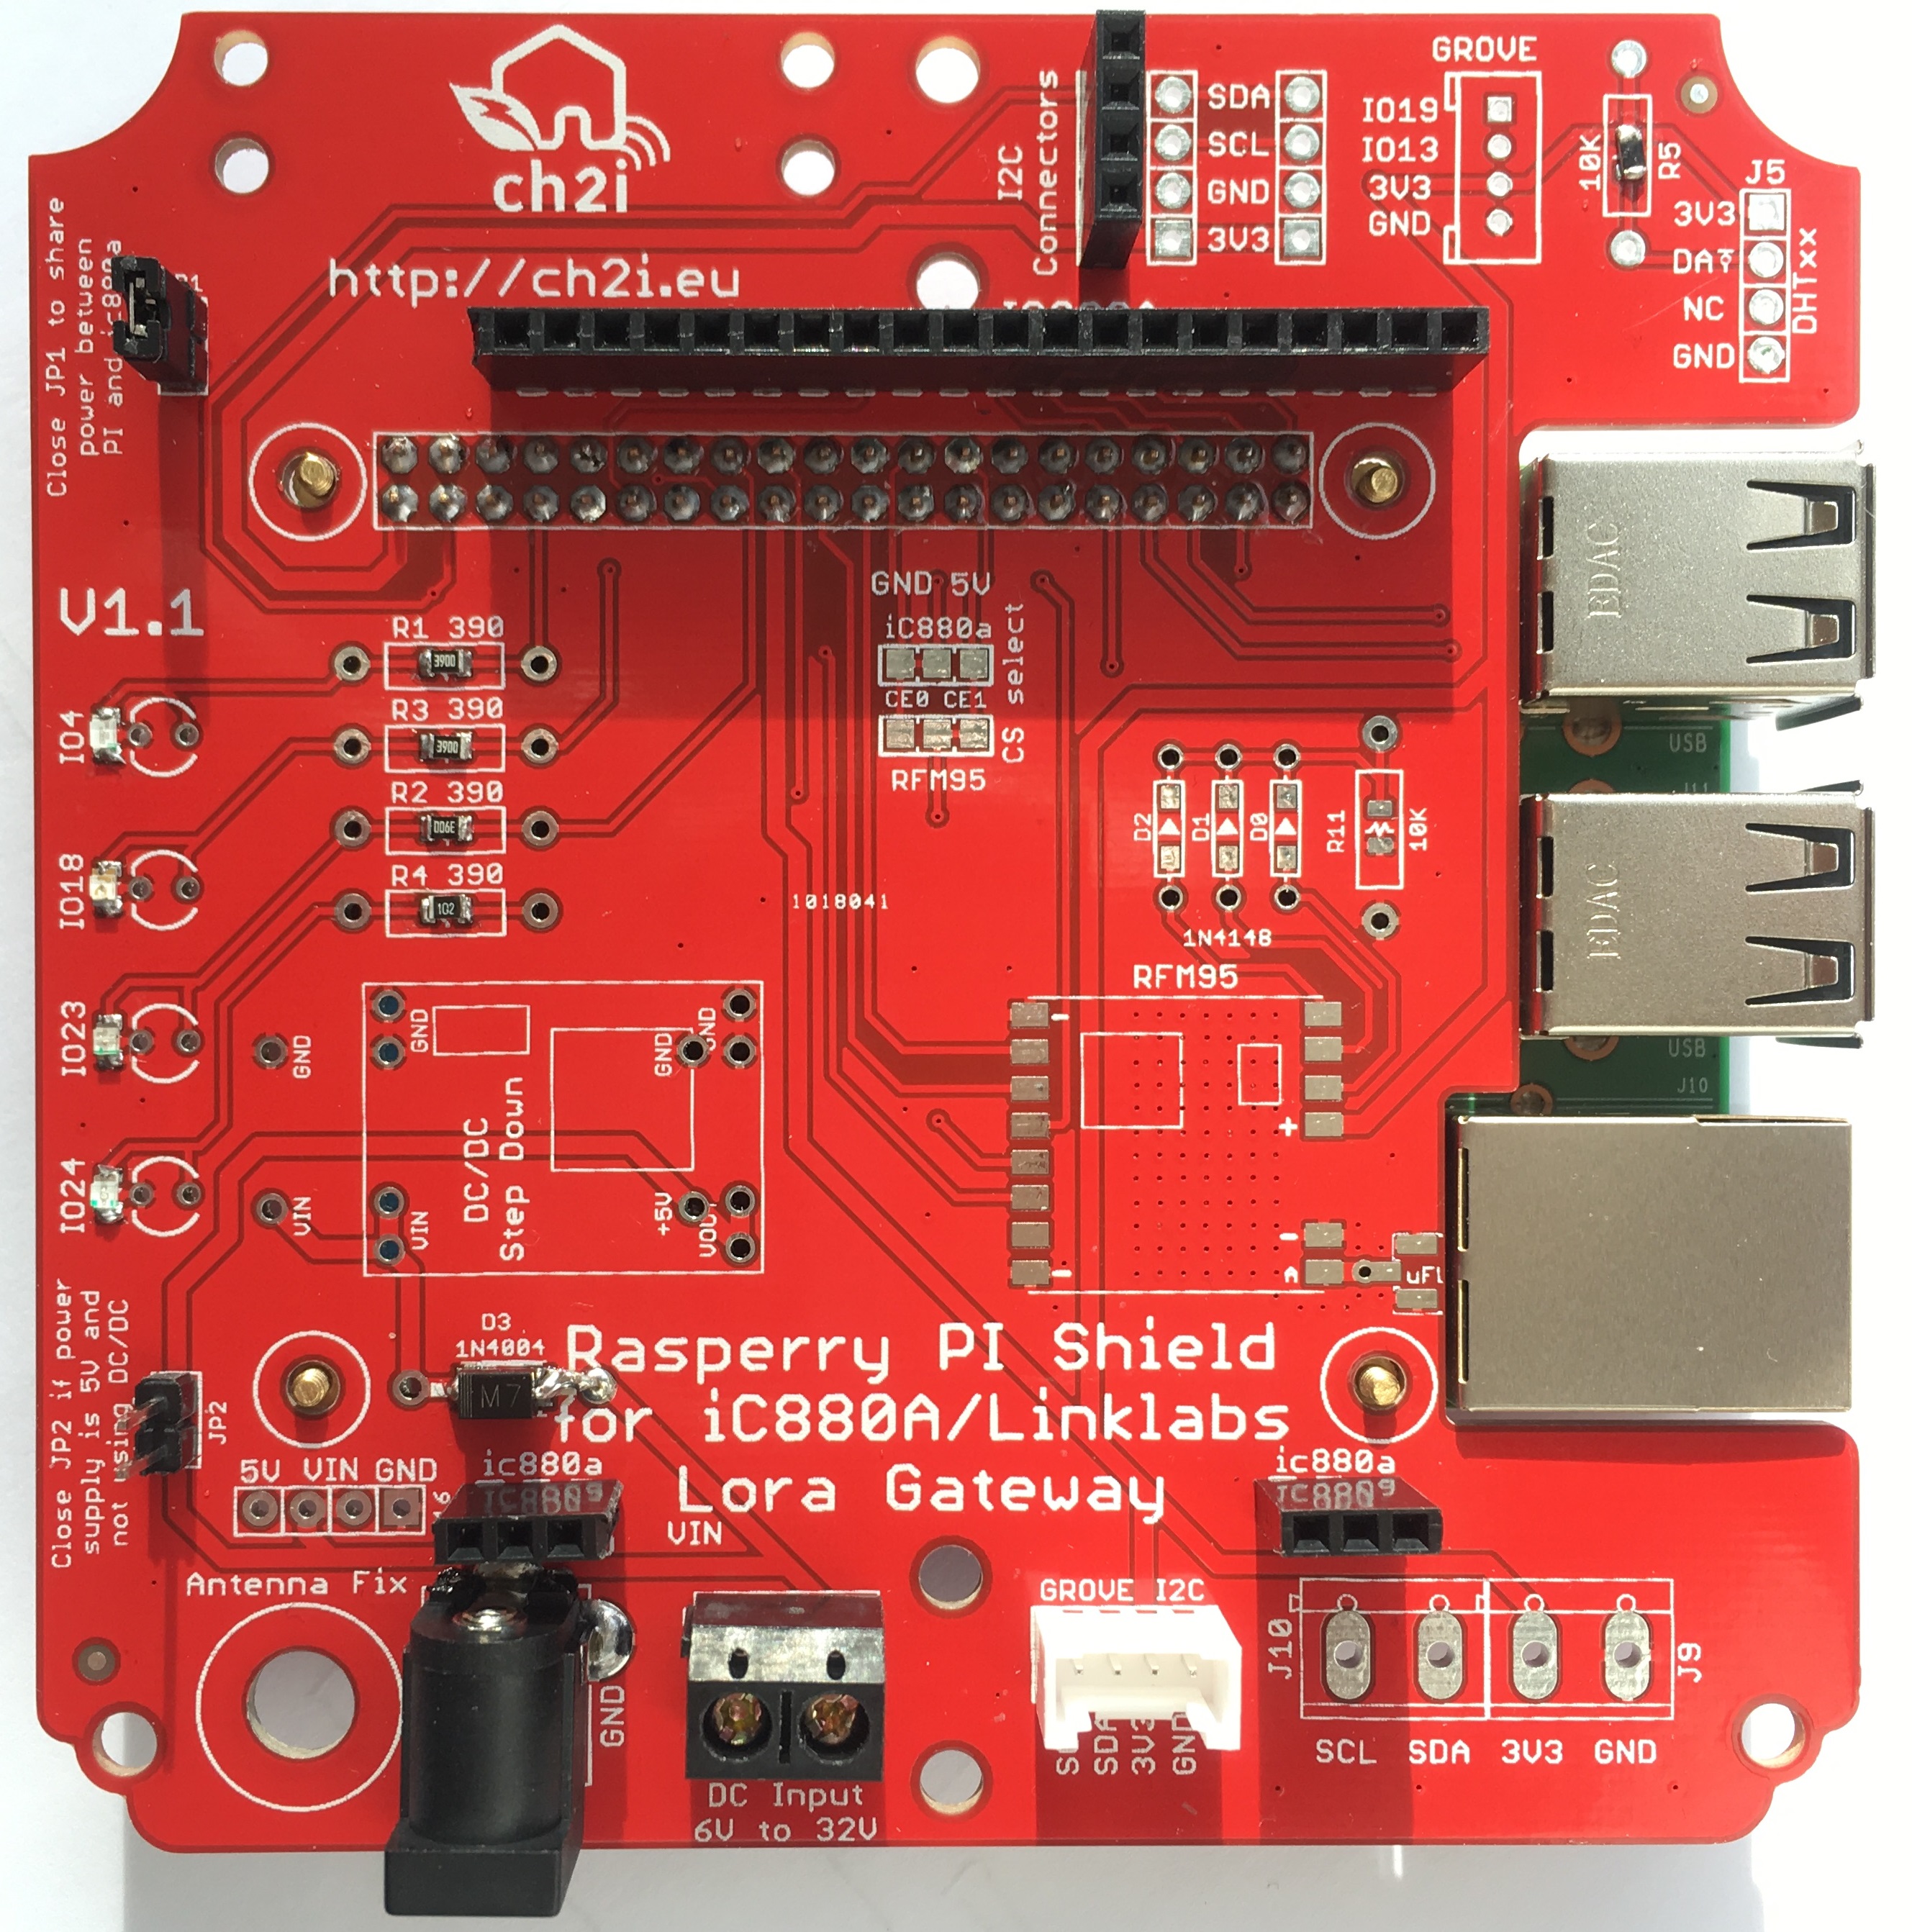 ch2i
http://ch2i.eu
I2C
Connectors
SDA
SCL
GND
3V3
GROVE
IO19
IO13
3V3
GND
10K
R5
J5
3V3
DAT
NC
GND
DHTxx
Close JP1 to share
power between
PI and ic880a
V1.1
R1 390
3900
R3 390
3900
R2 390
R4 390
102
IO4
IO18
IO23
IO24
GND 5V
iC880a
CE0 CE1
RFM95
CS select
1018041
D2
D1
D0
R11
10K
1N4148
RFM95
-
+
-
-
A
uFl
EDAC
EDAC
USB
USB
J10
GND
VIN
GND
VIN
DC/DC
Step Down
GND
GND
+5V
VOUT
D3
1N4004
M7
Rasperry PI Shield
for iC880A/Linklabs
Lora Gateway
Close JP2 if power
supply is 5V and
not using DC/DC
JP2
5V VIN GND
ic880a
ic880a
VIN
Antenna Fix
GND
DC Input
6V to 32V
GROVE I2C
SDA
3V3
GND
J10
J9
SCL SDA 3V3 GND